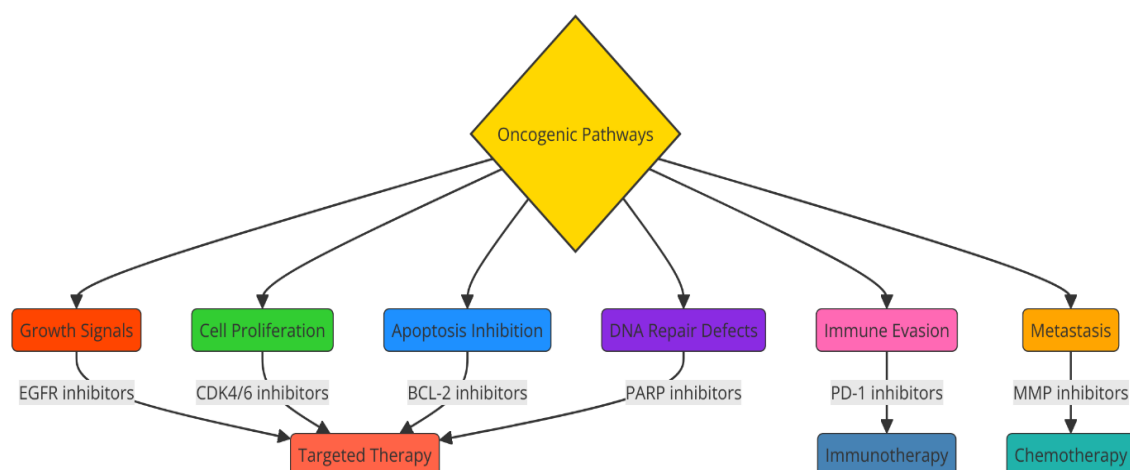 Oncogenic Pathways
Growth Signals
Cell Proliferation
Apoptosis Inhibition
DNA Repair Defects
Immune Evasion
Metastasis
EGFR inhibitors
CDK4/6 inhibitors
BCL-2 inhibitors
PARP inhibitors
PD-1 inhibitors
MMP inhibitors
Targeted Therapy
Immunotherapy
Chemotherapy